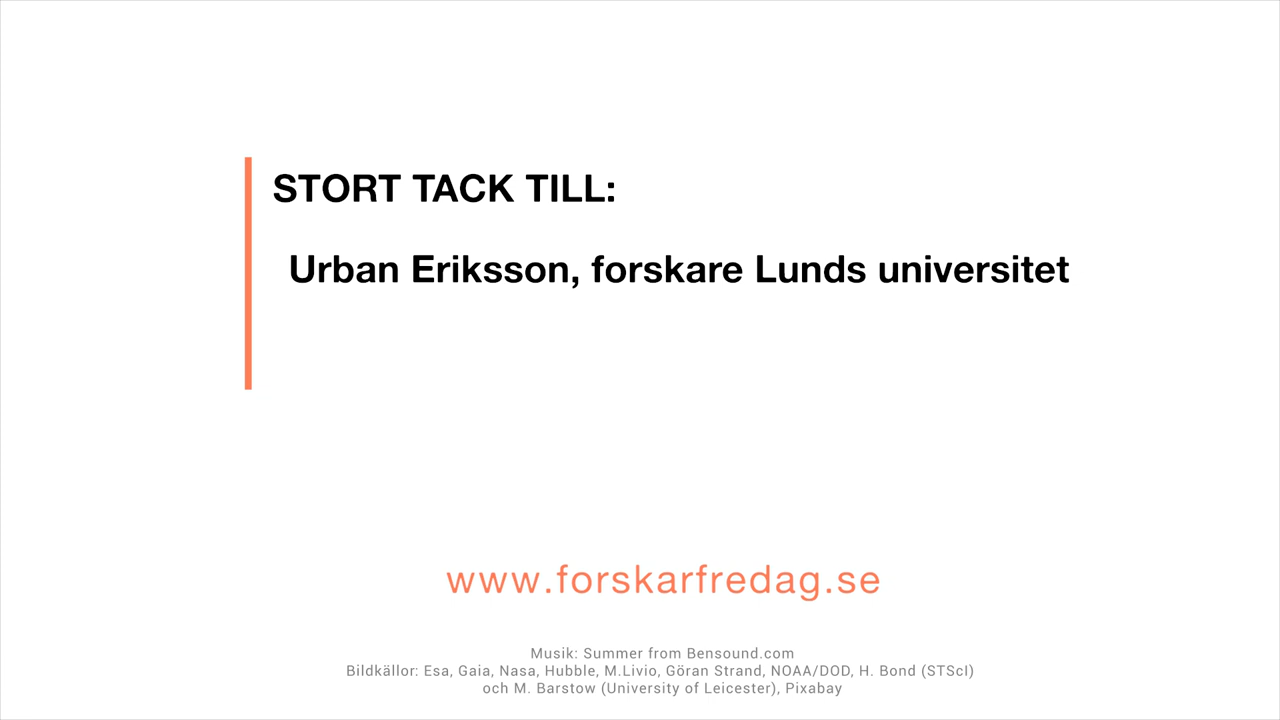 STORT TACK TILL:
Urban Eriksson, forskare Lunds universitet
www.forskarfredag.se
Musik: Summer from Bensound.com
Bildkällor: Esa, Gaia, Nasa, Hubble, M.Livio, Göran Strand, NOAA/DOD, H. Bond (STScI)
och M. Barstow (University of Leicester), Pixabay